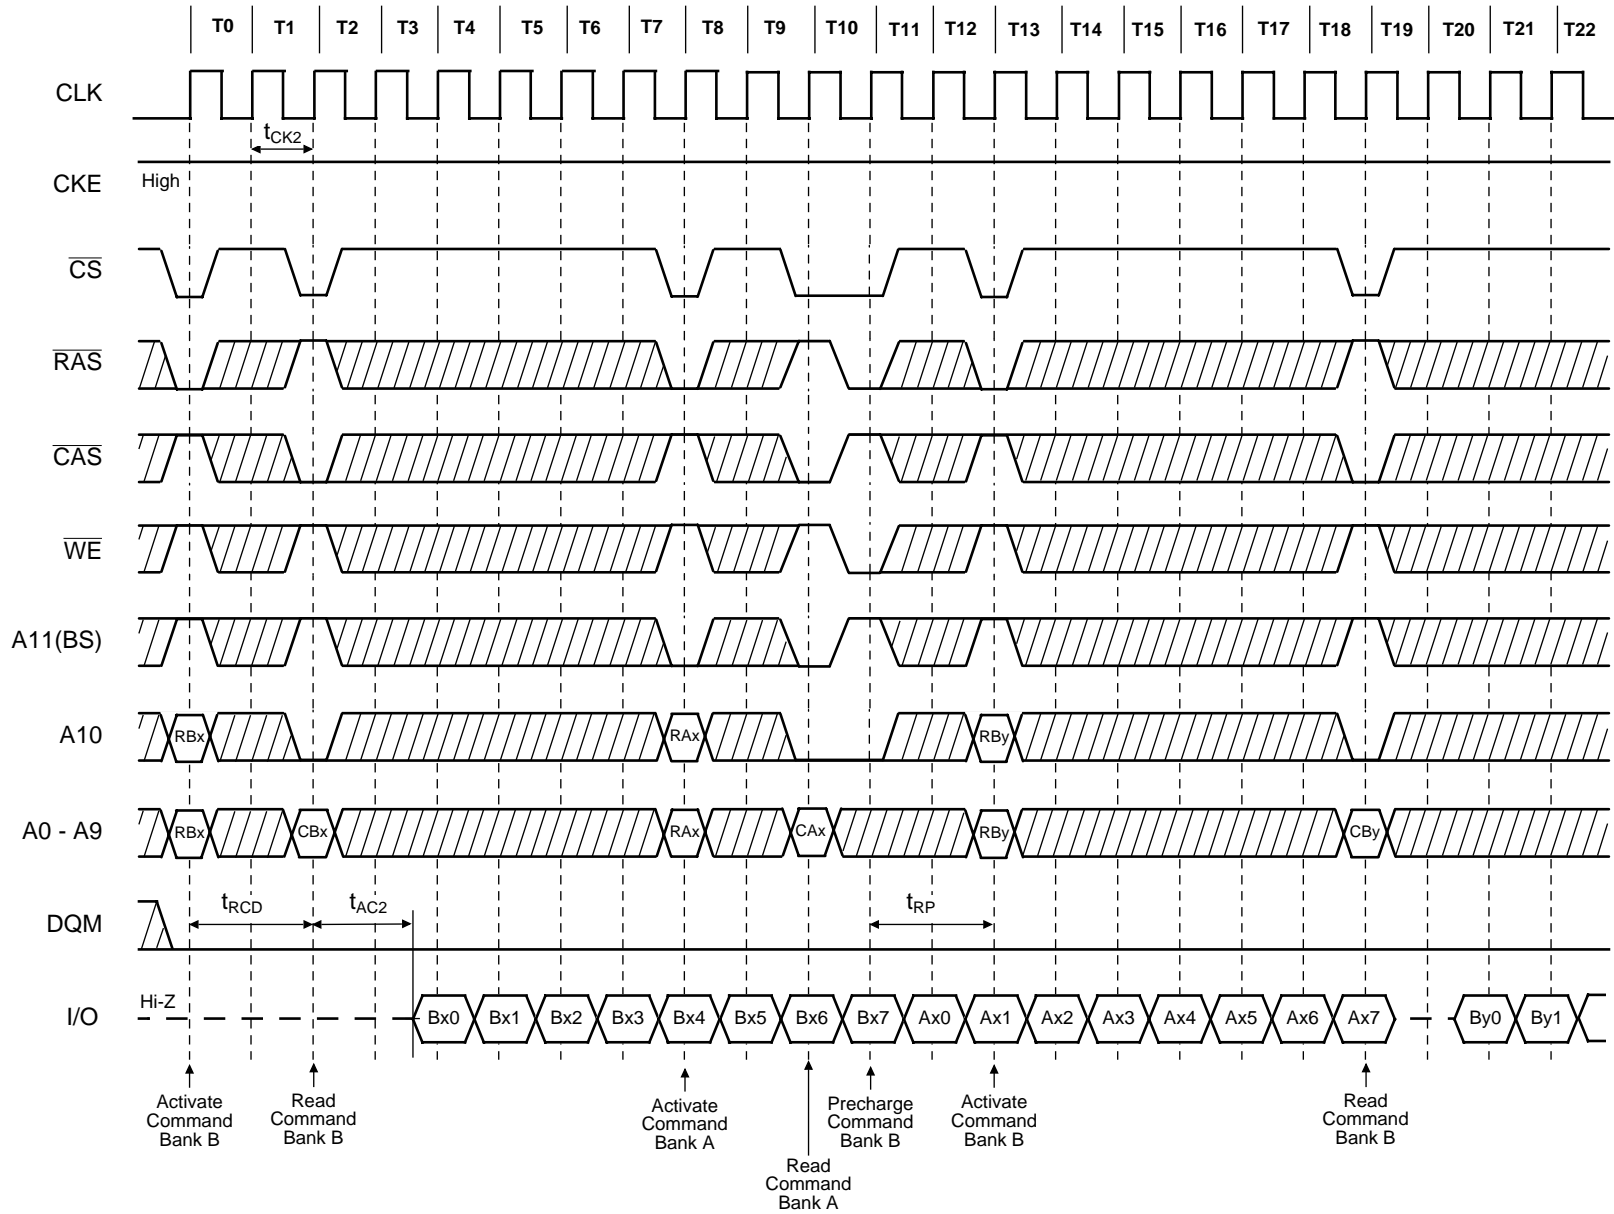 T0 T1 T2 T3 T4 T5 T6 T7 T8 T9 T10 T11 T12 T13 T14 T15 T16 T17 T18 T19 T20 T21 T22
CLK
tCK2
CKE High
CS
RAS
CAS
WE
A11(BS)
A10 RBx RAx RBy
A0 - A9 RBx CBx RAx CAx RBy CBy
DQM tRCD tAC2 tRP
I/O Hi-Z Bx0 Bx1 Bx2 Bx3 Bx4 Bx5 Bx6 Bx7 Ax0 Ax1 Ax2 Ax3 Ax4 Ax5 Ax6 Ax7 By0 By1
Activate
Command
Bank B
Read
Command
Bank B
Activate
Command
Bank A
Read
Command
Bank A
Precharge
Command
Bank B
Activate
Command
Bank B
Read
Command
Bank B